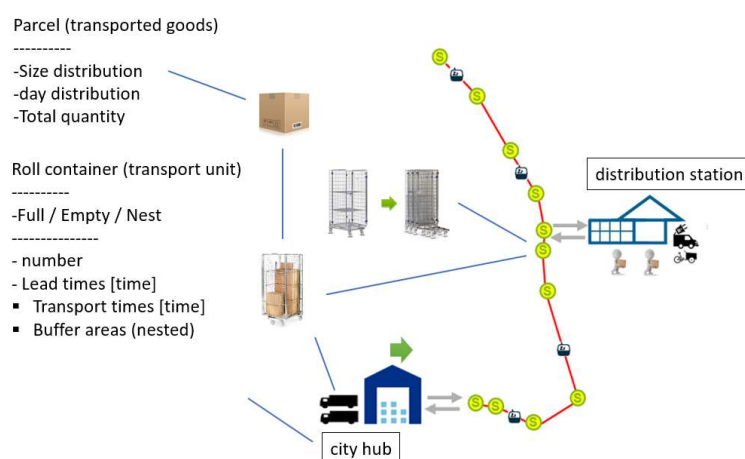 Parcel (transported goods)
----------
-Size distribution
-day distribution
-Total quantity
Roll container (transport unit)
----------
-Full / Empty / Nest
---------------
- number
- Lead times [time]
▪ Transport times [time]
▪ Buffer areas (nested)
distribution station
city hub
S
S
S
S
S
S
S
S
S
S
S